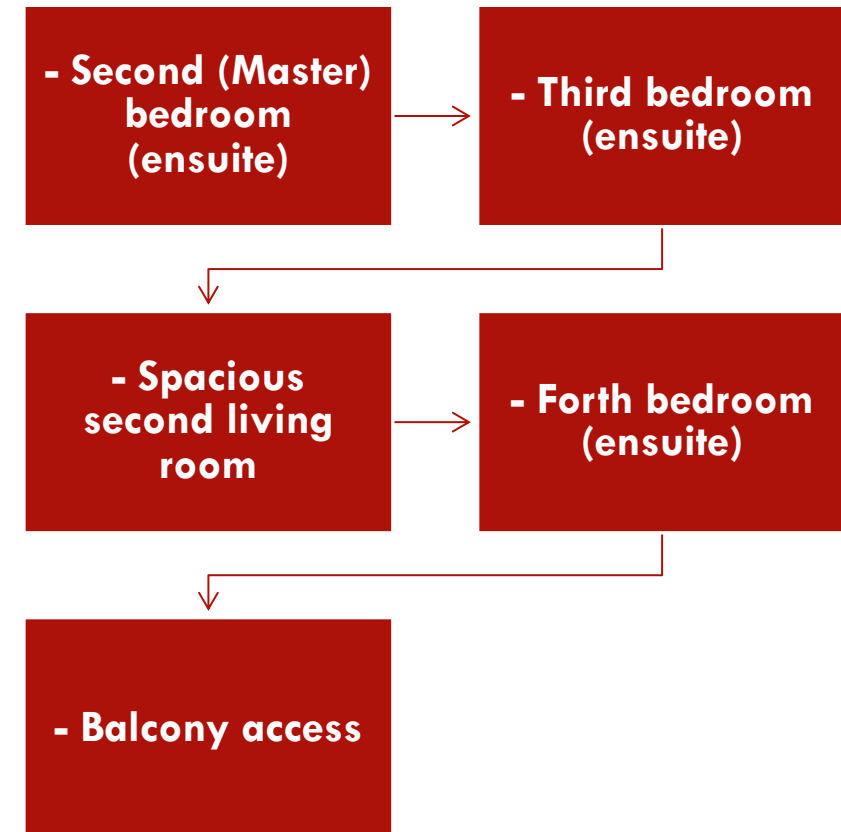 - Second (Master)
bedroom
(ensuite)
- Third bedroom
(ensuite)
- Spacious
second living
room
- Forth bedroom
(ensuite)
- Balcony access